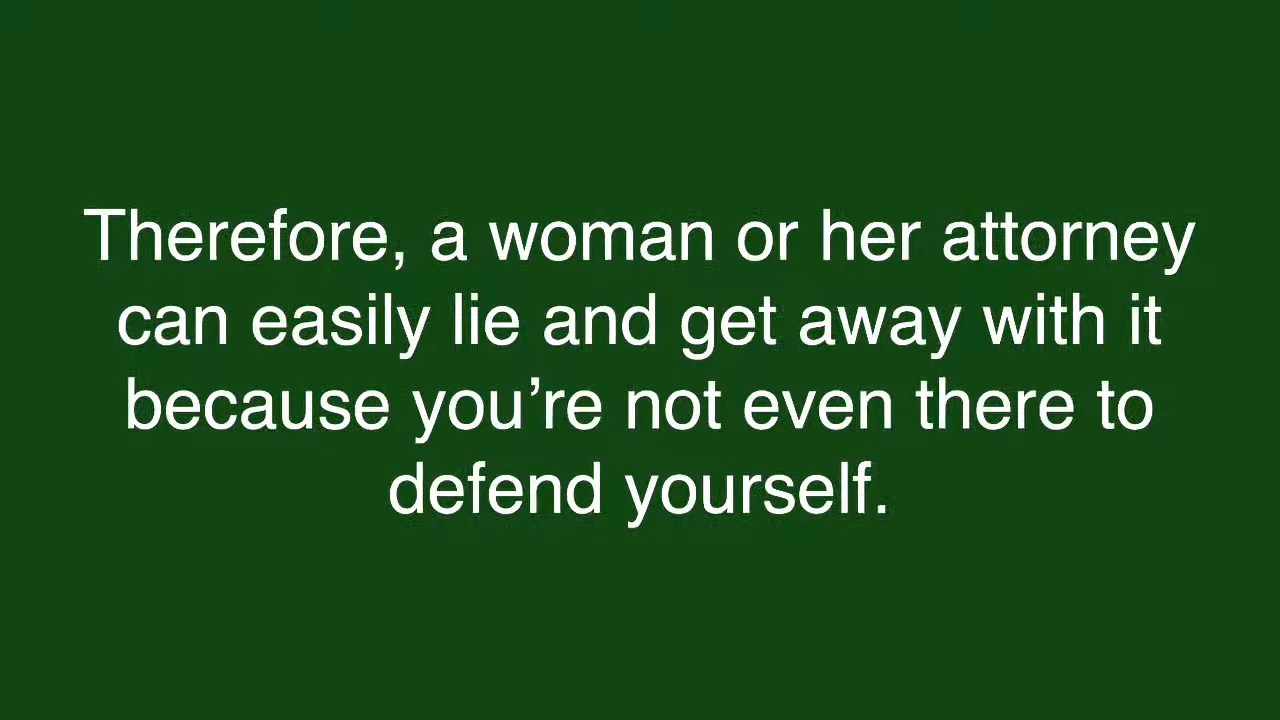 Therefore, a woman or her attorney
can easily lie and get away with it
because you’re not even there to
defend yourself.